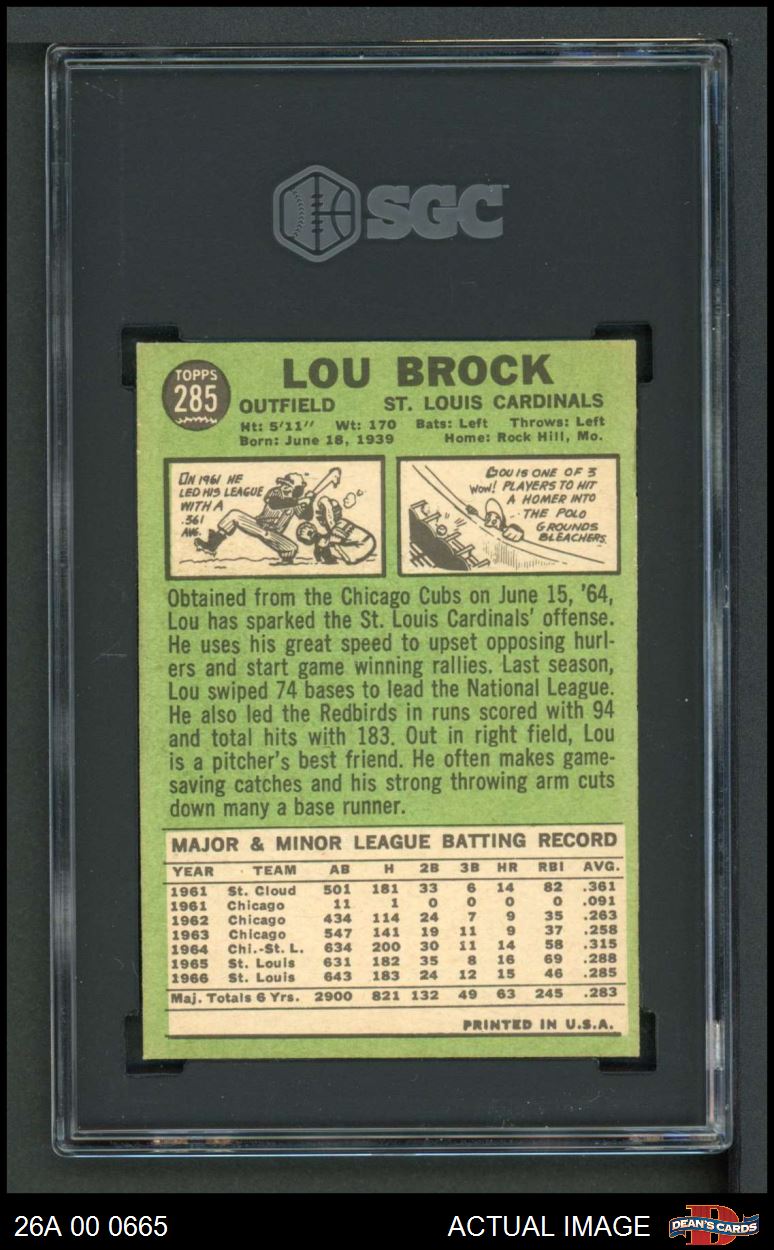 SGC
TOPPS
285
LOU BROCK
OUTFIELD ST. LOUIS CARDINALS
Ht: 5'11" Wt: 170 Bats: Left Throws: Left
Born: June 18, 1939 Home: Rock Hill, Mo.
IN 1961 HE
LED HIS LEAGUE
WITH A
.361
AVG.
LOU IS ONE OF 3
WOW! PLAYERS TO HIT
A HOMER INTO
THE POLO
GROUNDS
BLEACHERS.
Obtained from the Chicago Cubs on June 15, '64,
Lou has sparked the St. Louis Cardinals' offense.
He uses his great speed to upset opposing hurl-
ers and start game winning rallies. Last season,
Lou swiped 74 bases to lead the National League.
He also led the Redbirds in runs scored with 94
and total hits with 183. Out in right field, Lou
is a pitcher's best friend. He often makes game-
saving catches and his strong throwing arm cuts
down many a base runner.
MAJOR & MINOR LEAGUE BATTING RECORD
YEAR TEAM AB H 2B 3B HR RBI AVG.
1961 St. Cloud 501 181 33 6 14 82 .361
1961 Chicago 11 1 0 0 0 0 .091
1962 Chicago 434 114 24 7 9 35 .263
1963 Chicago 547 141 19 11 9 37 .258
1964 Chi.-St. L. 634 200 30 11 14 58 .315
1965 St. Louis 631 182 35 8 16 69 .288
1966 St. Louis 643 183 24 12 15 46 .285
Maj. Totals 6 Yrs. 2900 821 132 49 63 245 .283
PRINTED IN U.S.A.
26A 00 0665 ACTUAL IMAGE DEAN'S CARDS